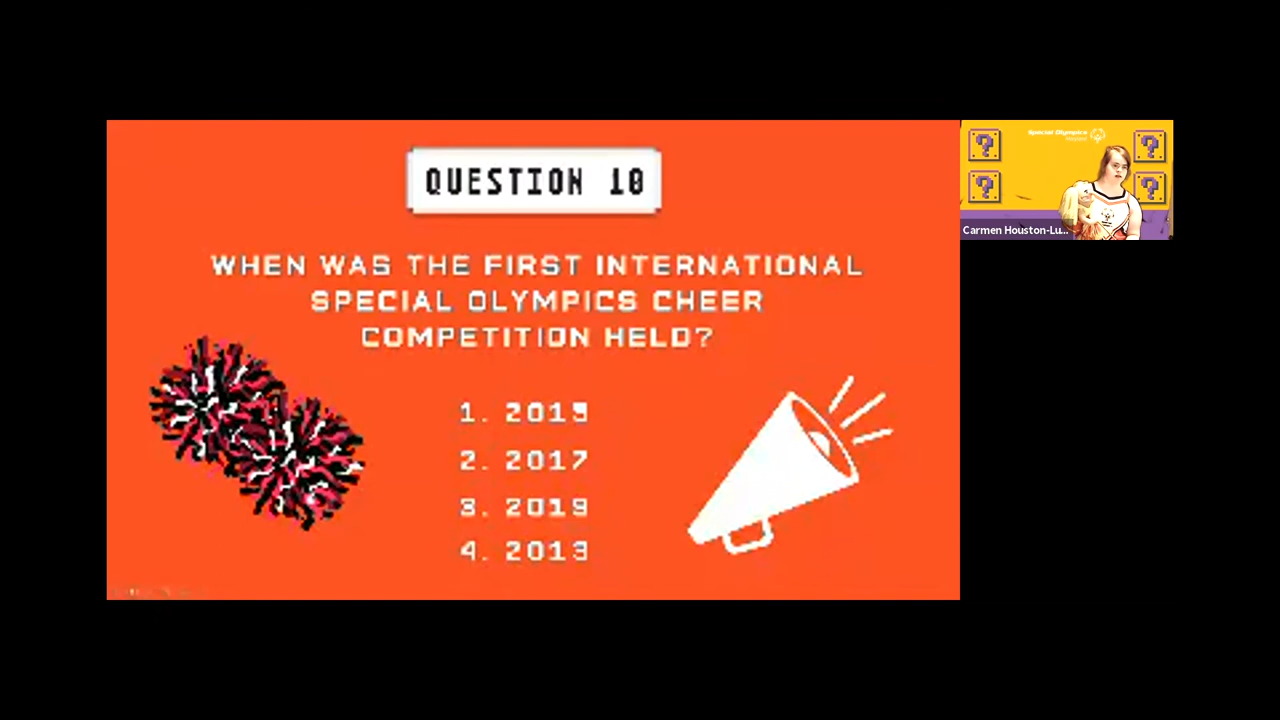 QUESTION 10
WHEN WAS THE FIRST INTERNATIONAL
SPECIAL OLYMPICS CHEER
COMPETITION HELD?
1. 2015
2. 2017
3. 2019
4. 2013
Special Olympics
Carmen Houston-Lu...